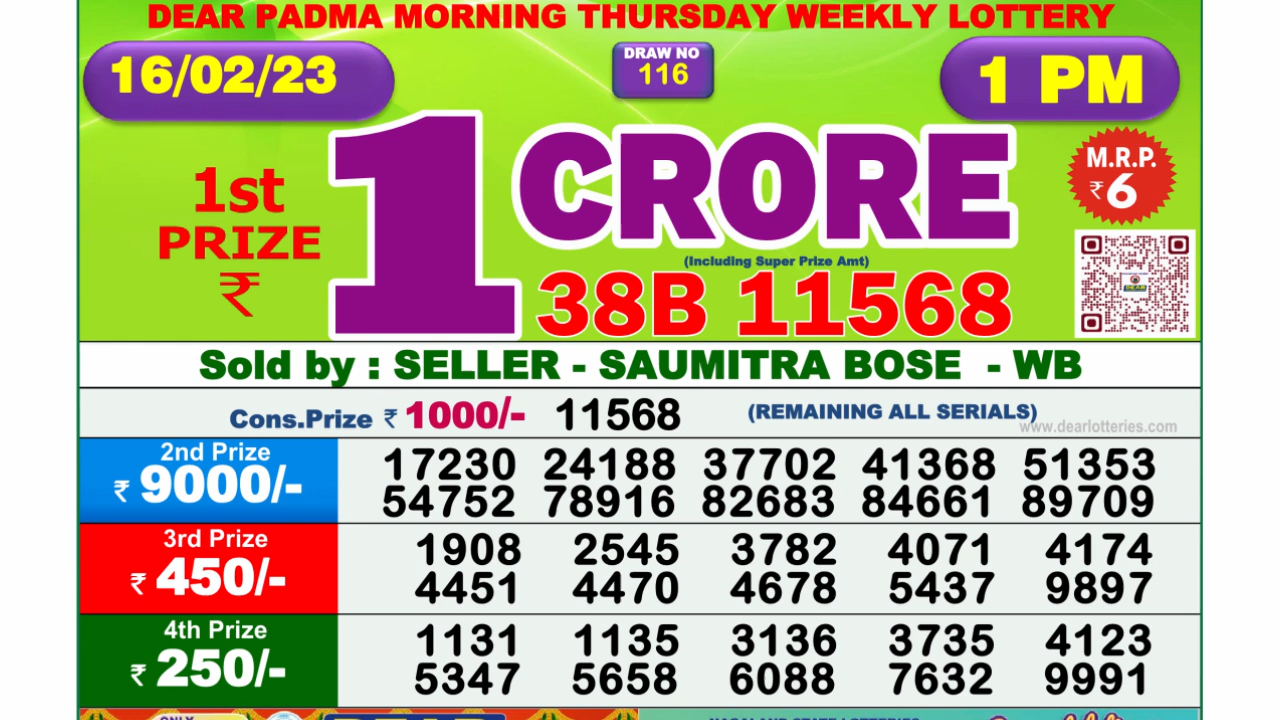 DEAR PADMA MORNING THURSDAY WEEKLY LOTTERY
16/02/23
DRAW NO
116
1 PM
1st
PRIZE
₹
1 CRORE
(Including Super Prize Amt)
38B 11568
M.R.P.
₹ 6
Sold by : SELLER - SAUMITRA BOSE - WB
Cons.Prize ₹ 1000/- 11568 (REMAINING ALL SERIALS)
www.dearlotteries.com
2nd Prize
₹ 9000/-
17230 24188 37702 41368 51353
54752 78916 82683 84661 89709
3rd Prize
₹ 450/-
1908 2545 3782 4071 4174
4451 4470 4678 5437 9897
4th Prize
₹ 250/-
1131 1135 3136 3735 4123
5347 5658 6088 7632 9991